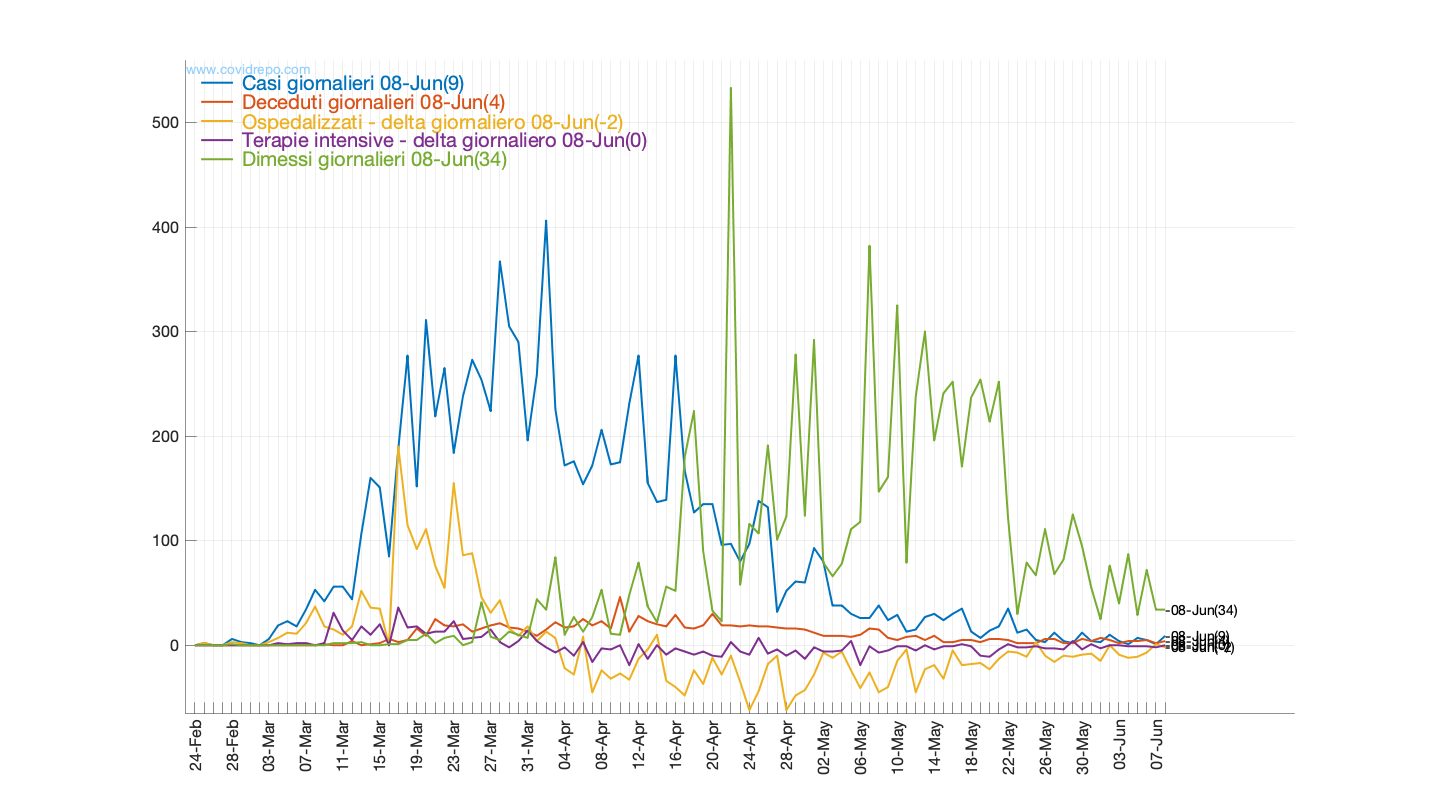 www.covidrepo.com
Casi giornalieri 08-Jun(9)
Deceduti giornalieri 08-Jun(4)
Ospedalizzati - delta giornaliero 08-Jun(-2)
Terapie intensive - delta giornaliero 08-Jun(0)
Dimessi giornalieri 08-Jun(34)
500
400
300
200
100
0
08-Jun(34)
08-Jun(9)
24-Feb
28-Feb
03-Mar
07-Mar
11-Mar
15-Mar
19-Mar
23-Mar
27-Mar
31-Mar
04-Apr
08-Apr
12-Apr
16-Apr
20-Apr
24-Apr
28-Apr
02-May
06-May
10-May
14-May
18-May
22-May
26-May
30-May
03-Jun
07-Jun